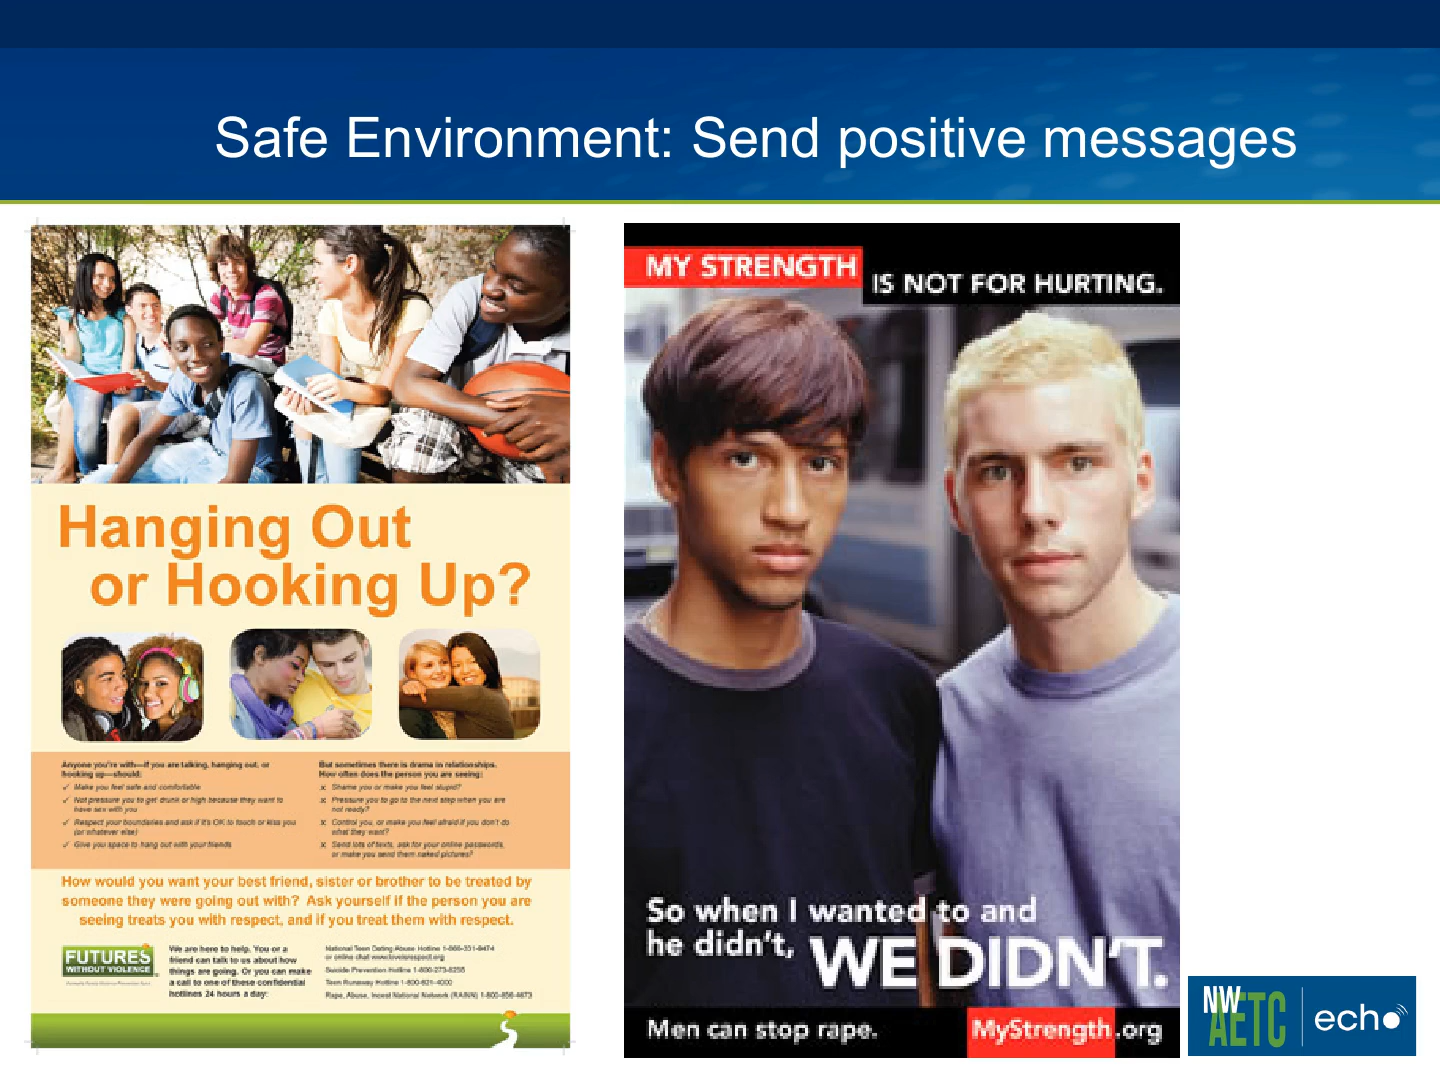 Safe Environment: Send positive messages
Hanging Out
or Hooking Up?
Anyone you're with—if you are talking, hanging out, or
hooking up—should:
✓ Make you feel safe and comfortable
✓ Not pressure you to get drunk or high because they want to
have sex with you
✓ Respect your boundaries and ask if it's OK to touch or kiss you
(or whatever else)
✓ Give you space to hang out with your friends
But sometimes there is drama in relationships.
How often does the person you are seeing:
x Shame you or make you feel stupid?
x Pressure you to go to the next step when you are
not ready?
x Control you, or make you feel afraid if you don't do
what they want?
x Send lots of texts, ask for your online passwords,
or make you send them naked pictures?
How would you want your best friend, sister or brother to be treated by
someone they were going out with? Ask yourself if the person you are
seeing treats you with respect, and if you treat them with respect.
FUTURES
WITHOUT VIOLENCE
We are here to help. You or a
friend can talk to us about how
things are going. Or you can make
a call to one of these confidential
hotlines 24 hours a day:
National Teen Dating Abuse Hotline 1-866-331-9474
or online chat www.loveisrespect.org
Suicide Prevention Hotline 1-800-273-8255
Teen Runaway Hotline 1-800-621-4000
Rape, Abuse, Incest National Network (RAINN) 1-800-656-4673
MY STRENGTH
IS NOT FOR HURTING.
So when I wanted to and
he didn't, WE DIDN'T.
Men can stop rape.
MyStrength.org
NW
AETC
echo